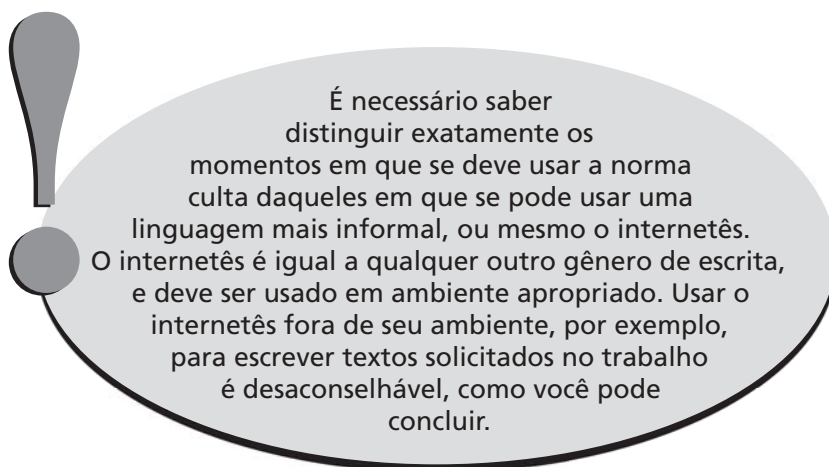 É necessário saber
distinguir exatamente os
momentos em que se deve usar a norma
culta daqueles em que se pode usar uma
linguagem mais informal, ou mesmo o internetês.
O internetês é igual a qualquer outro gênero de escrita,
e deve ser usado em ambiente apropriado. Usar o
internetês fora de seu ambiente, por exemplo,
para escrever textos solicitados no trabalho
é desaconselhável, como você pode
concluir.